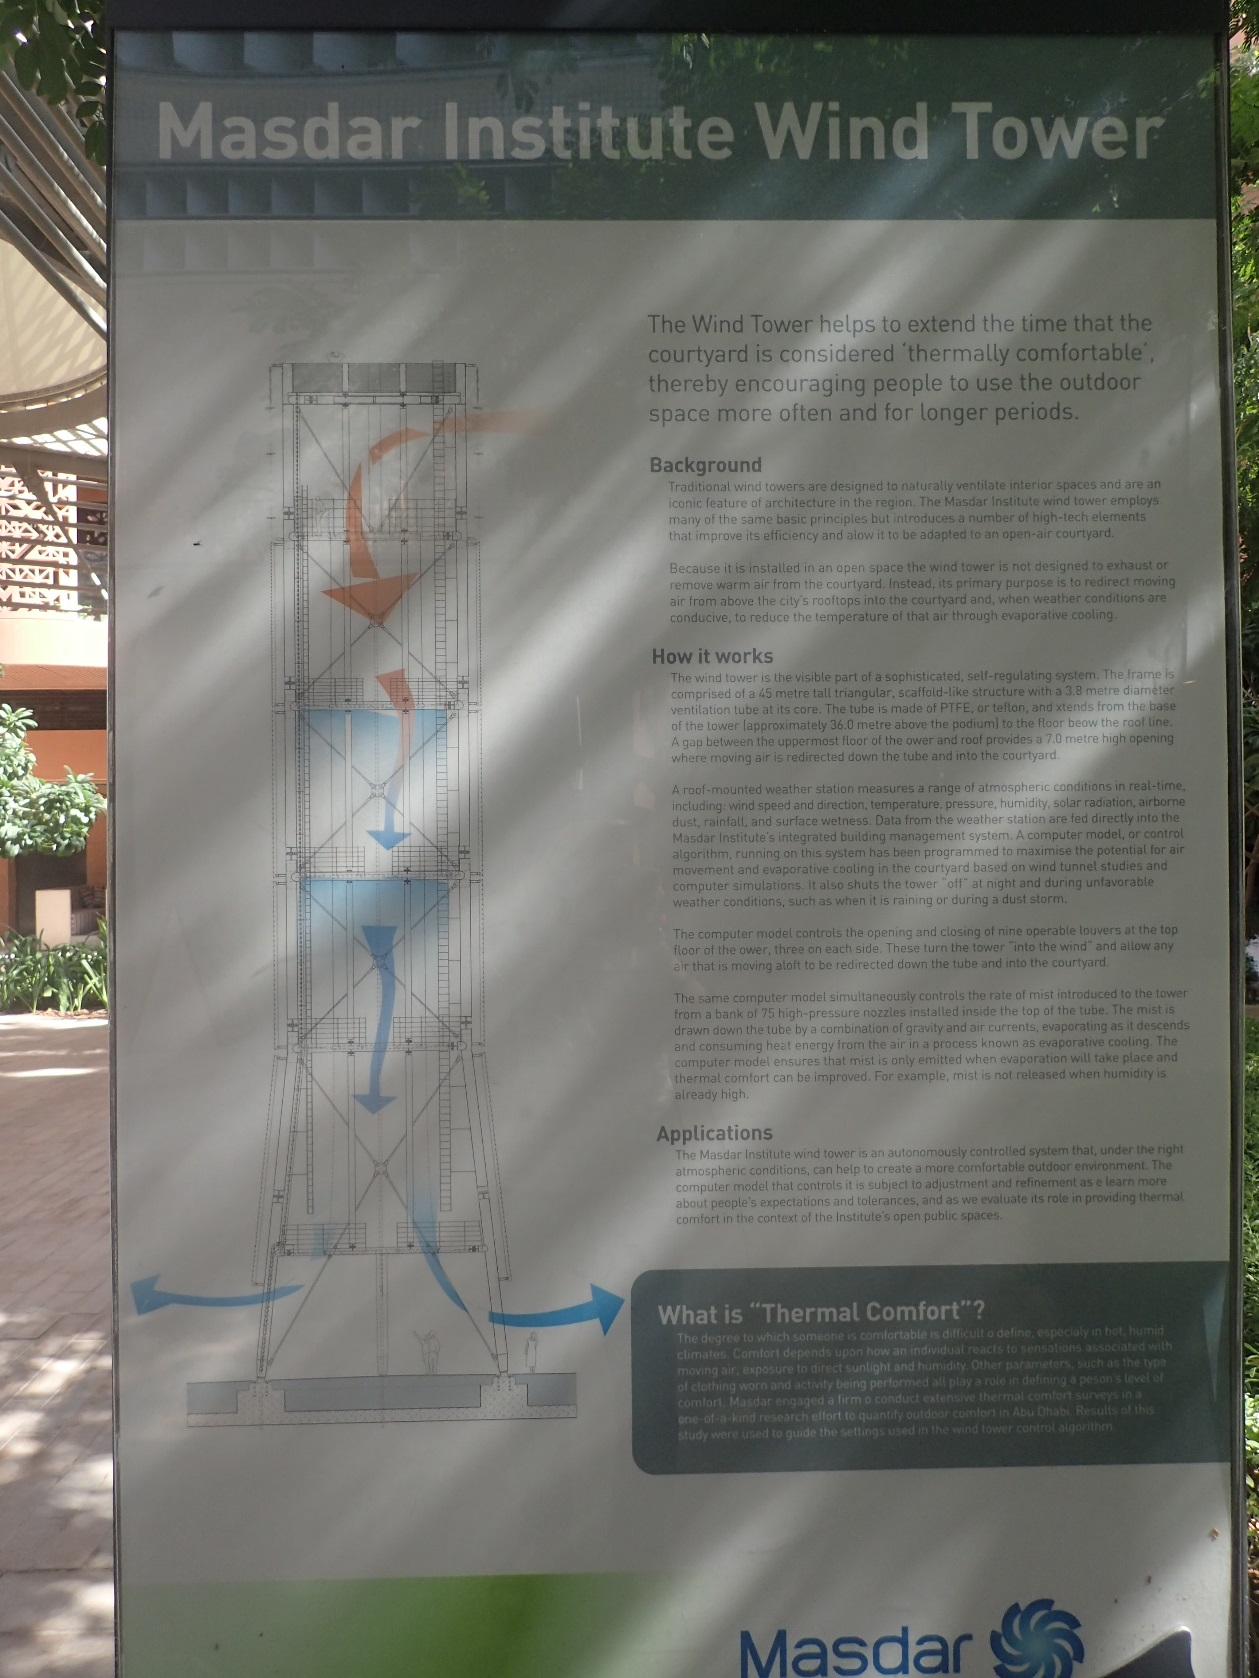 Masdar Institute Wind Tower
The Wind Tower helps to extend the time that the
courtyard is considered 'thermally comfortable',
thereby encouraging people to use the outdoor
space more often and for longer periods.
Background
Traditional wind towers are designed to naturally ventilate interior spaces and are an
iconic feature of architecture in the region. The Masdar Institute wind tower employs
many of the same basic principles but introduces a number of high-tech elements
that improve its efficiency and alow it to be adapted to an open-air courtyard.
Because it is installed in an open space the wind tower is not designed to exhaust or
remove warm air from the courtyard. Instead, its primary purpose is to redirect moving
air from above the city's rooftops into the courtyard and, when weather conditions are
conducive, to reduce the temperature of that air through evaporative cooling.
How it works
The wind tower is the visible part of a sophisticated, self-regulating system. The frame is
comprised of a 45 metre tall triangular, scaffold-like structure with a 3.8 metre diameter
ventilation tube at its core. The tube is made of PTFE, or teflon, and xtends from the base
of the tower (approximately 36.0 metre above the podium) to the floor beow the roof line.
A gap between the uppermost floor of the ower and roof provides a 7.0 metre high opening
where moving air is redirected down the tube and into the courtyard.
A roof-mounted weather station measures a range of atmospheric conditions in real-time,
including: wind speed and direction, temperature, pressure, humidity, solar radiation, airborne
dust, rainfall, and surface wetness. Data from the weather station are fed directly into the
Masdar Institute's integrated building management system. A computer model, or control
algorithm, running on this system has been programmed to maximise the potential for air
movement and evaporative cooling in the courtyard based on wind tunnel studies and
computer simulations. It also shuts the tower "off" at night and during unfavorable
weather conditions, such as when it is raining or during a dust storm.
The computer model controls the opening and closing of nine operable louvers at the top
floor of the ower, three on each side. These turn the tower "into the wind" and allow any
air that is moving aloft to be redirected down the tube and into the courtyard.
The same computer model simultaneously controls the rate of mist introduced to the tower
from a bank of 75 high-pressure nozzles installed inside the top of the tube. The mist is
drawn down the tube by a combination of gravity and air currents, evaporating as it descends
and consuming heat energy from the air in a process known as evaporative cooling. The
computer model ensures that mist is only emitted when evaporation will take place and
thermal comfort can be improved. For example, mist is not released when humidity is
already high.
Applications
The Masdar Institute wind tower is an autonomously controlled system that, under the right
atmospheric conditions, can help to create a more comfortable outdoor environment. The
computer model that controls it is subject to adjustment and refinement as e learn more
about people's expectations and tolerances, and as we evaluate its role in providing thermal
comfort in the context of the Institute's open public spaces.
What is "Thermal Comfort"?
The degree to which someone is comfortable is difficult o define, especialy in hot, humid
climates. Comfort depends upon how an individual reacts to sensations associated with
moving air, exposure to direct sunlight and humidity. Other parameters, such as the type
of clothing worn and activity being performed all play a role in defining a peson's level of
comfort. Masdar engaged a firm o conduct extensive thermal comfort surveys in a
one-of-a-kind research effort to quantify outdoor comfort in Abu Dhabi. Results of this
study were used to guide the settings used in the wind tower control algorithm.
Masdar